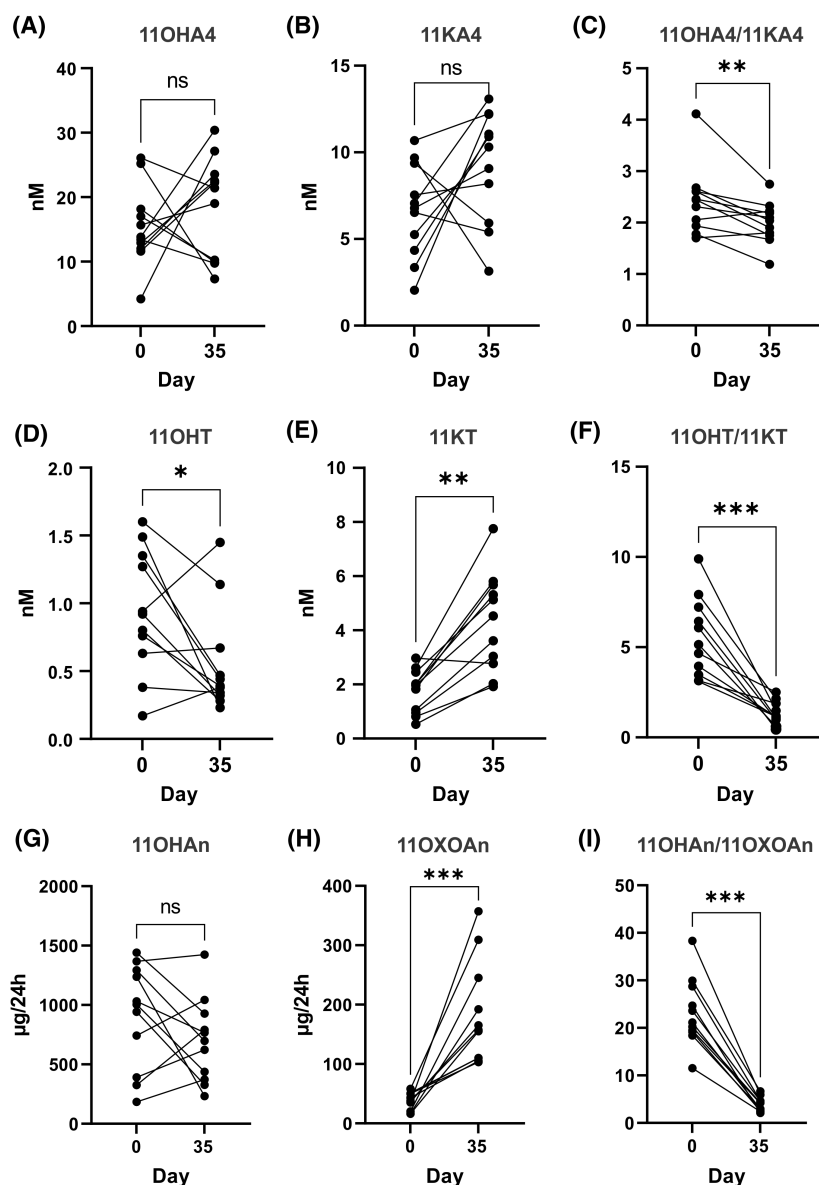 (A) 11OHA4
ns
40
30
20
10
0
nM
0 35
Day
(B) 11KA4
ns
15
10
5
0
0 35
Day
(C) 11OHA4/11KA4
**
5
4
3
2
1
0
0 35
Day
(D) 11OHT
*
2.0
1.5
1.0
0.5
0.0
nM
0 35
Day
(E) 11KT
**
10
8
6
4
2
0
nM
0 35
Day
(F) 11OHT/11KT
***
15
10
5
0
0 35
Day
(G) 11OHAn
ns
2000
1500
1000
500
0
µg/24h
0 35
Day
(H) 11OXOAn
***
400
300
200
100
0
µg/24h
0 35
Day
(I) 11OHAn/11OXOAn
***
50
40
30
20
10
0
0 35
Day